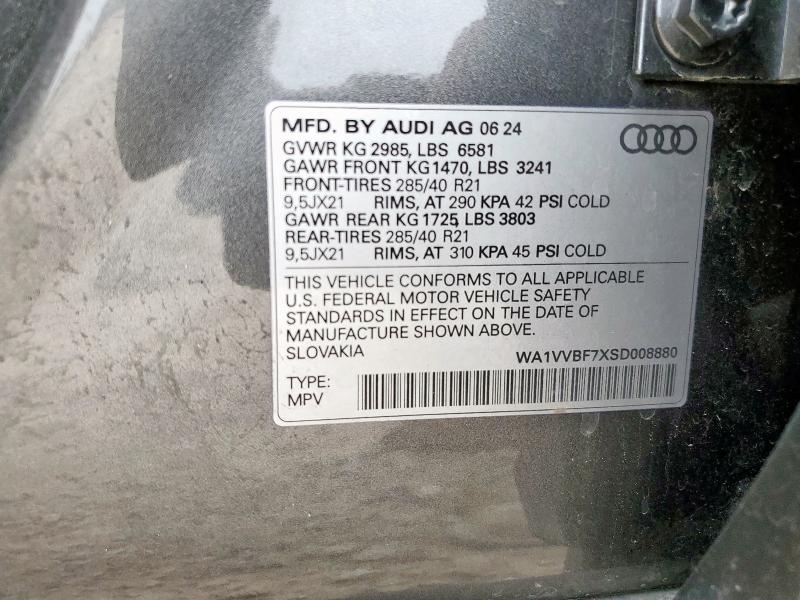 MFD. BY AUDI AG 06 24
GVWR KG 2985, LBS 6581
GAWR FRONT KG 1470, LBS 3241
FRONT-TIRES 285/40 R21
9,5JX21 RIMS, AT 290 KPA 42 PSI COLD
GAWR REAR KG 1725, LBS 3803
REAR-TIRES 285/40 R21
9,5JX21 RIMS, AT 310 KPA 45 PSI COLD
THIS VEHICLE CONFORMS TO ALL APPLICABLE
U.S. FEDERAL MOTOR VEHICLE SAFETY
STANDARDS IN EFFECT ON THE DATE OF
MANUFACTURE SHOWN ABOVE.
SLOVAKIA WA1VVBF7XSD008880
TYPE:
MPV